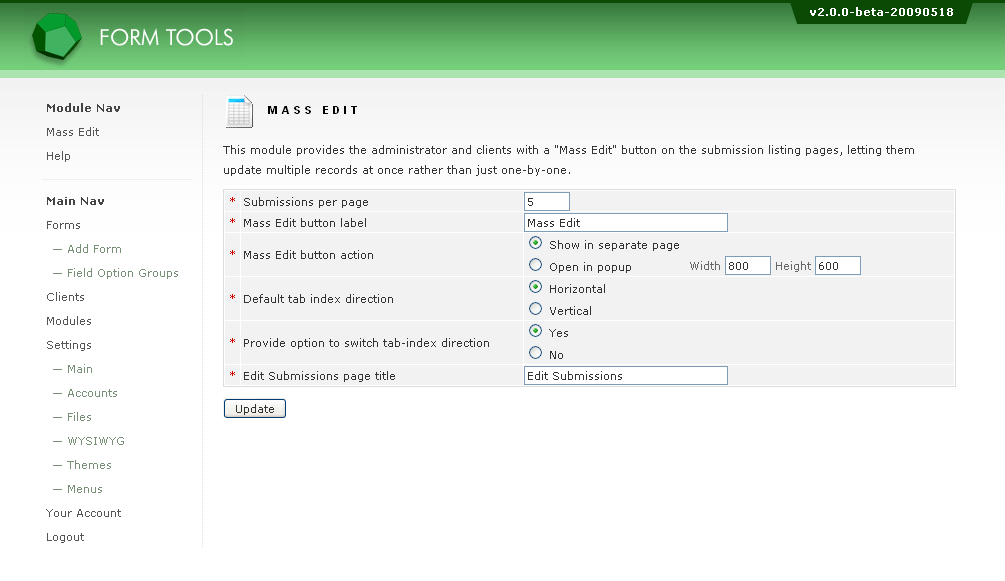 v2.0.0-beta-20090518
FORM TOOLS
Module Nav
Mass Edit
Help
Main Nav
Forms
— Add Form
— Field Option Groups
Clients
Modules
Settings
— Main
— Accounts
— Files
— WYSIWYG
— Themes
— Menus
Your Account
Logout
MASS EDIT
This module provides the administrator and clients with a "Mass Edit" button on the submission listing pages, letting them
update multiple records at once rather than just one-by-one.
* Submissions per page 5
* Mass Edit button label Mass Edit
* Mass Edit button action
Show in separate page
Open in popup Width 800 Height 600
* Default tab index direction
Horizontal
Vertical
* Provide option to switch tab-index direction
Yes
No
* Edit Submissions page title Edit Submissions
Update